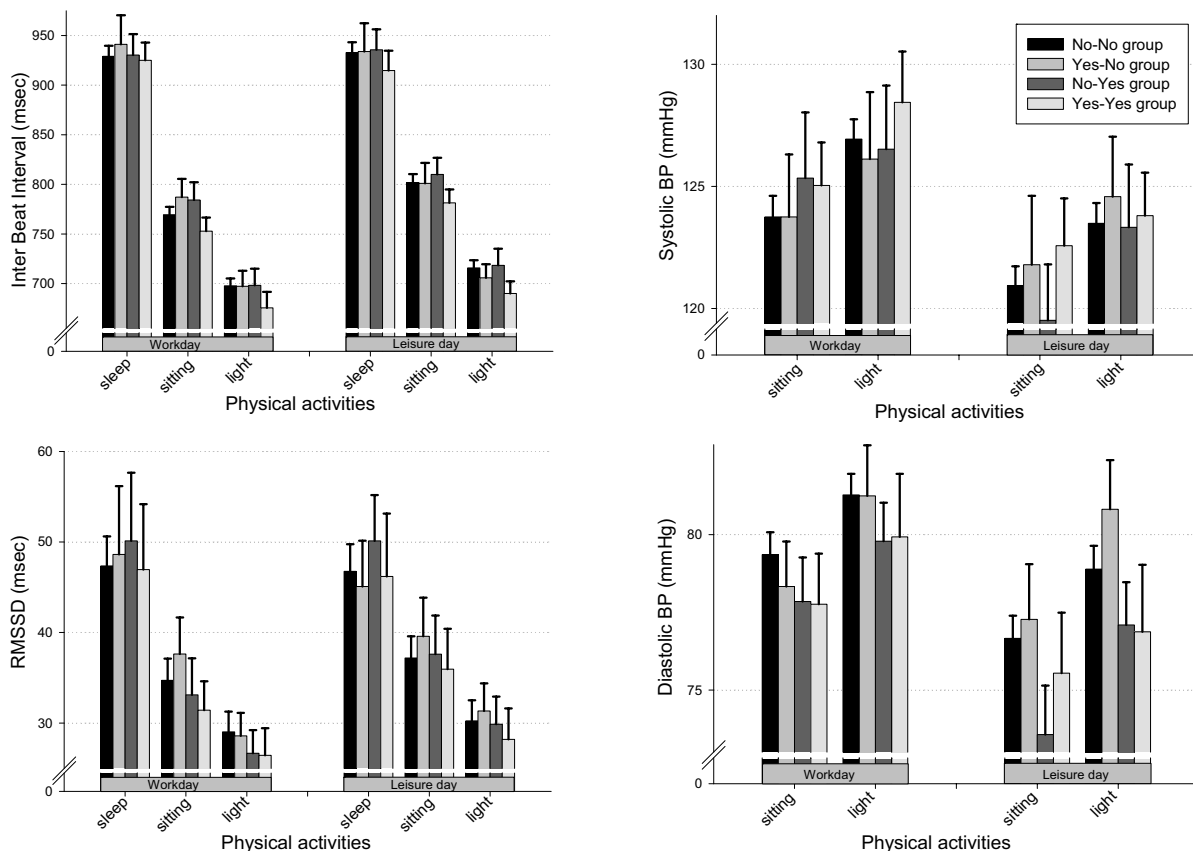 Inter Beat Interval (msec)
950
900
850
800
750
700
0
Workday
Leisure day
sleep
sitting
light
sleep
sitting
light
Physical activities
Systolic BP (mmHg)
130
125
120
0
No-No group
Yes-No group
No-Yes group
Yes-Yes group
Workday
Leisure day
sitting
light
sitting
light
Physical activities
RMSSD (msec)
60
50
40
30
0
Workday
Leisure day
sleep
sitting
light
sleep
sitting
light
Physical activities
Diastolic BP (mmHg)
80
75
0
Workday
Leisure day
sitting
light
sitting
light
Physical activities